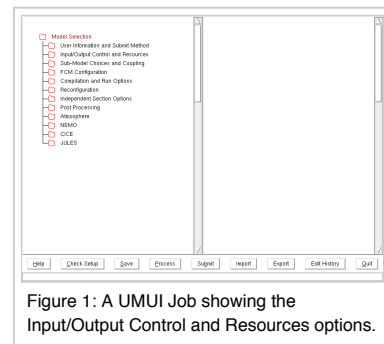 Model Selection
User Information and Submit Method
Input/Output Control and Resources
Sub-Model Choices and Coupling
FCM Configuration
Compilation and Run Options
Reconfiguration
Independent Section Options
Post Processing
Atmosphere
NEMO
CICE
JULES
Help Check Setup Save Process Submit Import Export Edit History Quit
Figure 1: A UMUI Job showing the
Input/Output Control and Resources options.